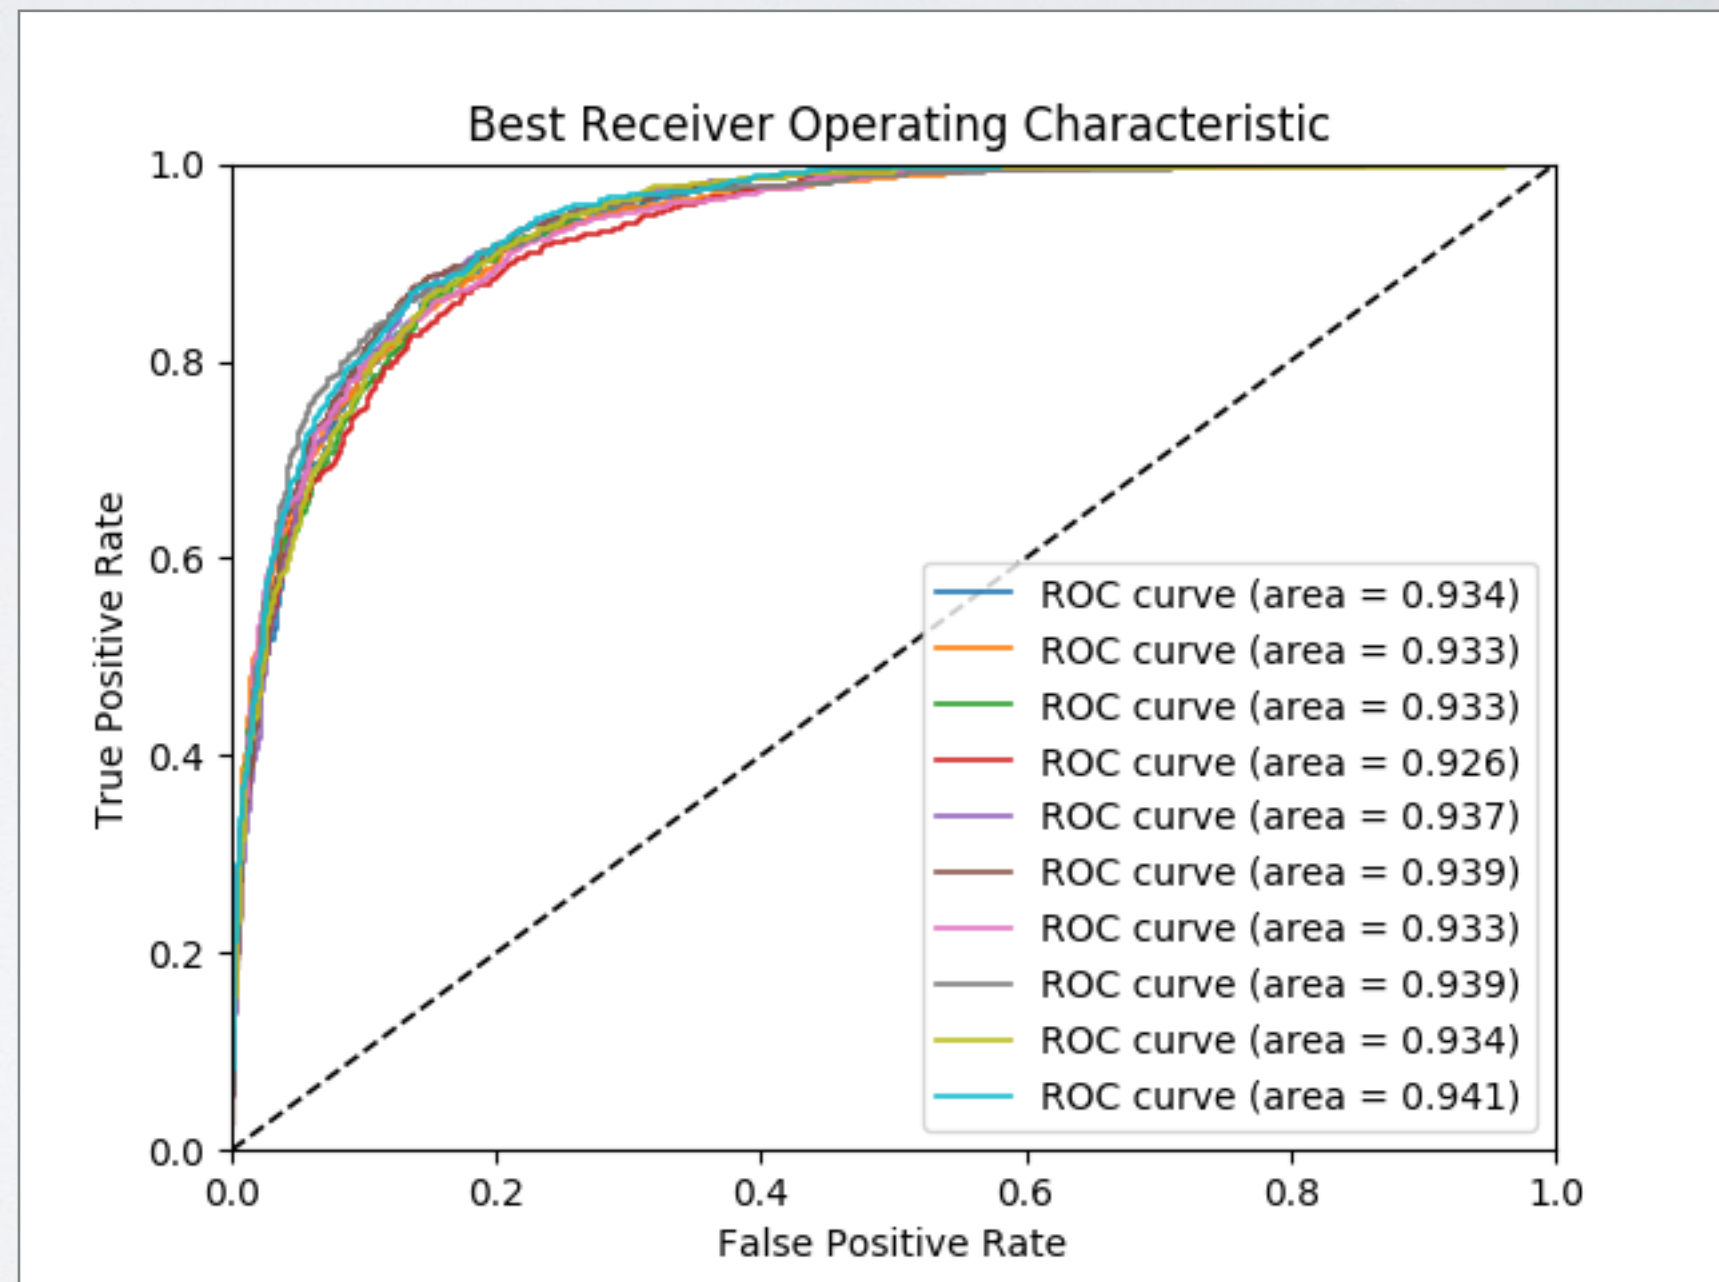 Best Receiver Operating Characteristic
1.0
0.8
0.6
0.4
0.2
0.0
True Positive Rate
ROC curve (area = 0.934)
ROC curve (area = 0.933)
ROC curve (area = 0.933)
ROC curve (area = 0.926)
ROC curve (area = 0.937)
ROC curve (area = 0.939)
ROC curve (area = 0.933)
ROC curve (area = 0.939)
ROC curve (area = 0.934)
ROC curve (area = 0.941)
0.0 0.2 0.4 0.6 0.8 1.0
False Positive Rate